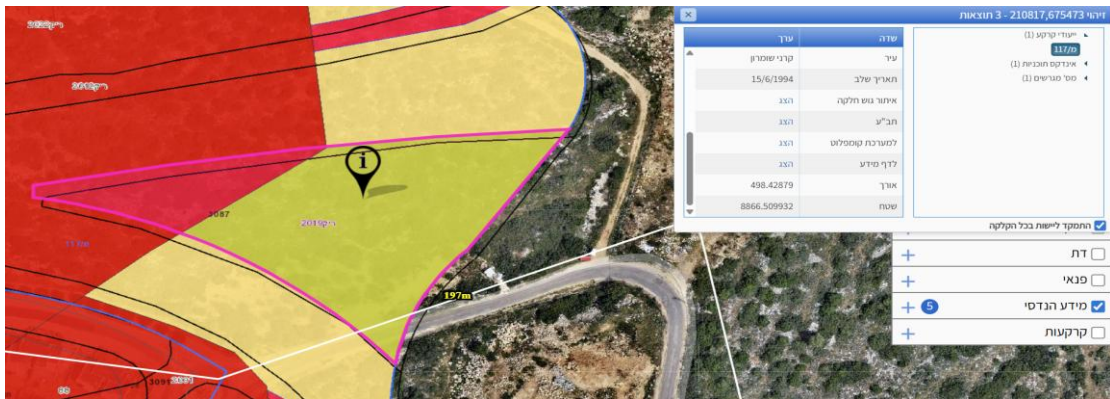 זיהוי 210817,675473 - 3 תוצאות
ייעודי קרקע (1)
מ/117
אינדקס תוכניות (1)
מס' מגרשים (1)
שדה ערך
עיר קרני שומרון
תאריך שלב 15/6/1994
איתור גוש חלקה הצג
תב"ע הצג
למערכת קומפלוט הצג
לדף מידע הצג
אורך 498.42879
שטח 8866.509932
התמקד ליישות בכל הקלקה
דת
פנאי
מידע הנדסי 5
קרקעות
3087
197m
3091